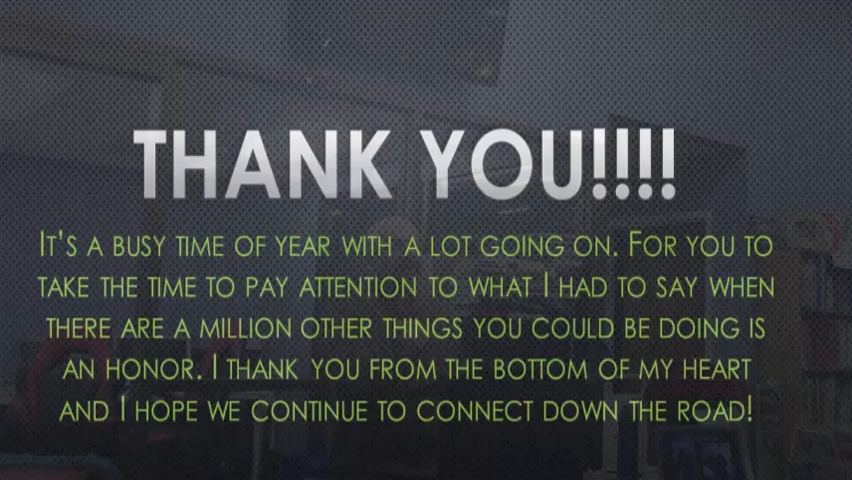 THANK YOU!!!!
IT'S A BUSY TIME OF YEAR WITH A LOT GOING ON. FOR YOU TO
TAKE THE TIME TO PAY ATTENTION TO WHAT I HAD TO SAY WHEN
THERE ARE A MILLION OTHER THINGS YOU COULD BE DOING IS
AN HONOR. I THANK YOU FROM THE BOTTOM OF MY HEART
AND I HOPE WE CONTINUE TO CONNECT DOWN THE ROAD!